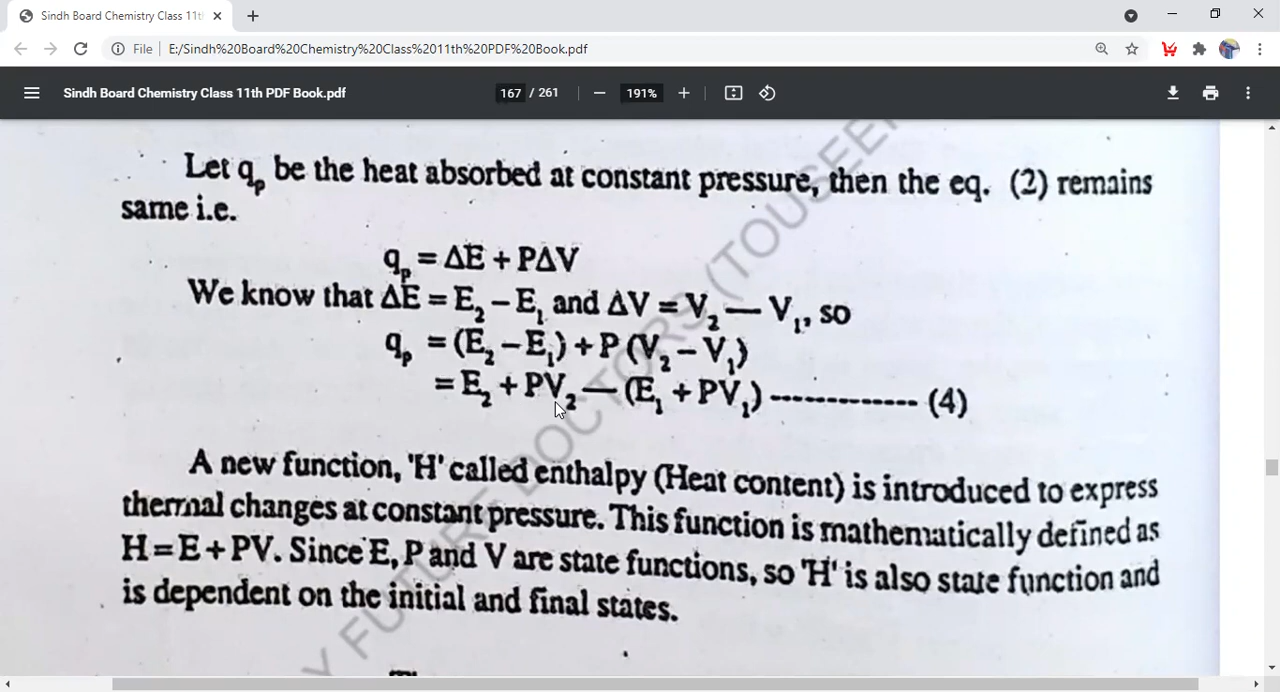 Sindh Board Chemistry Class 11th
File E:/Sindh%20Board%20Chemistry%20Class%2011th%20PDF%20Book.pdf
Sindh Board Chemistry Class 11th PDF Book.pdf 167 / 261 191%
Let qₚ be the heat absorbed at constant pressure, then the eq. (2) remains
same i.e.
qₚ = ΔE + PΔV
We know that ΔE = E₂ – E₁ and ΔV = V₂ — V₁, so
qₚ = (E₂ – E₁) + P (V₂ – V₁)
= E₂ + PV₂ — (E₁ + PV₁) ------------- (4)
A new function, 'H' called enthalpy (Heat content) is introduced to express
thermal changes at constant pressure. This function is mathematically defined as
H = E + PV. Since E, P and V are state functions, so 'H' is also state function and
is dependent on the initial and final states.
Y FUTURE DOCTORS (TOUSEE